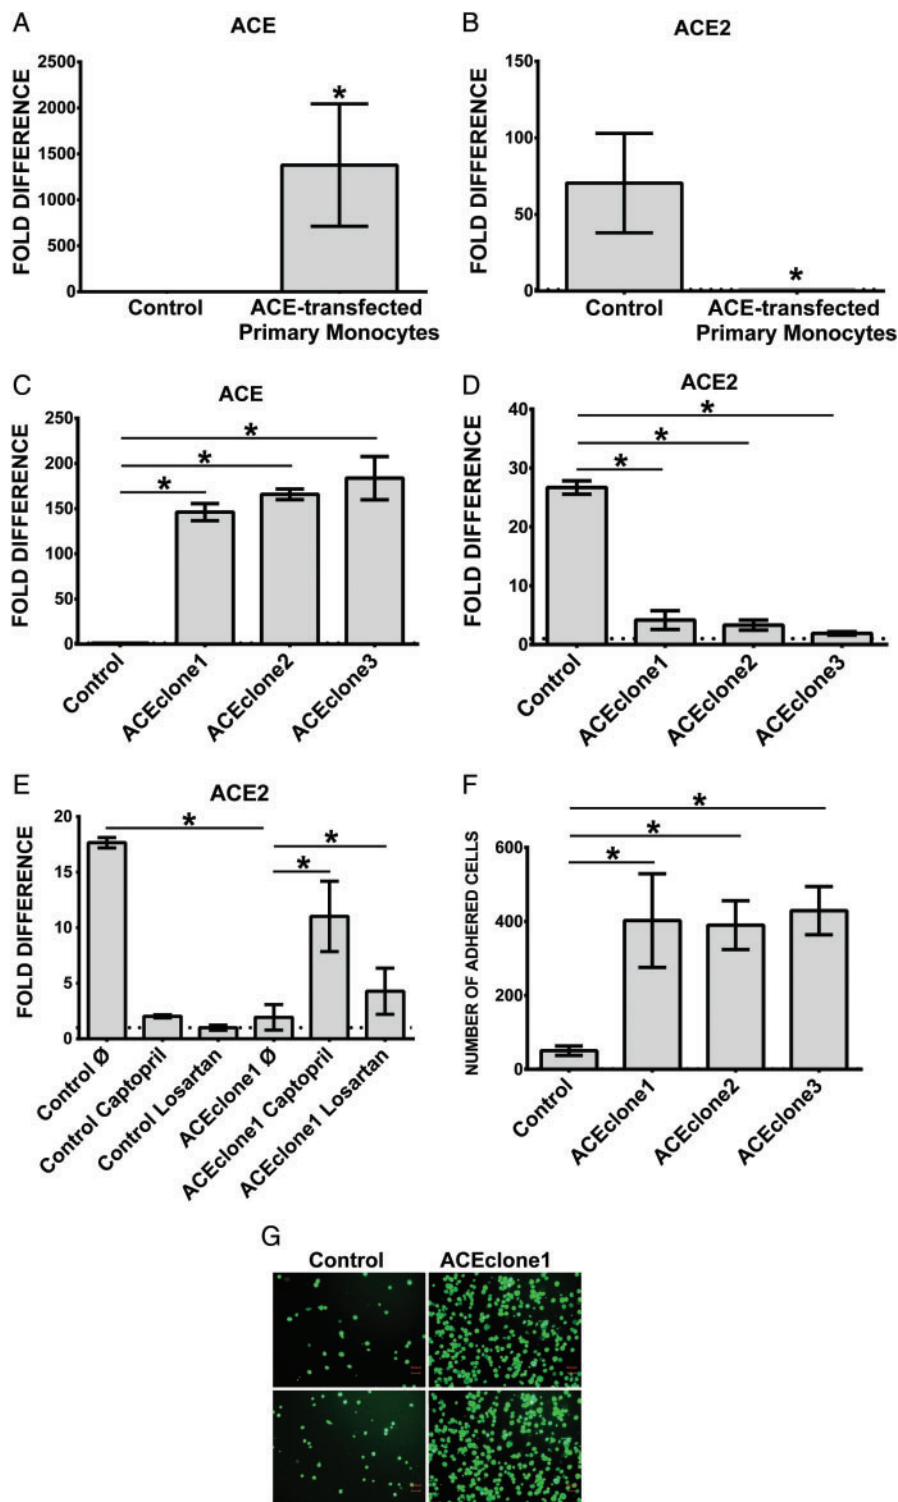 A
ACE
FOLD DIFFERENCE
2500
2000
1500
1000
500
0
*
Control
ACE-transfected
Primary Monocytes
B
ACE2
FOLD DIFFERENCE
150
100
50
0
*
Control
ACE-transfected
Primary Monocytes
C
ACE
FOLD DIFFERENCE
250
200
150
100
50
0
*
*
*
Control
ACEclone1
ACEclone2
ACEclone3
D
ACE2
FOLD DIFFERENCE
40
30
20
10
0
*
*
*
Control
ACEclone1
ACEclone2
ACEclone3
E
ACE2
FOLD DIFFERENCE
20
15
10
5
0
*
*
*
Control Ø
Control Captopril
Control Losartan
ACEclone1 Ø
ACEclone1 Captopril
ACEclone1 Losartan
F
NUMBER OF ADHERED CELLS
600
400
200
0
*
*
*
Control
ACEclone1
ACEclone2
ACEclone3
G
Control
ACEclone1